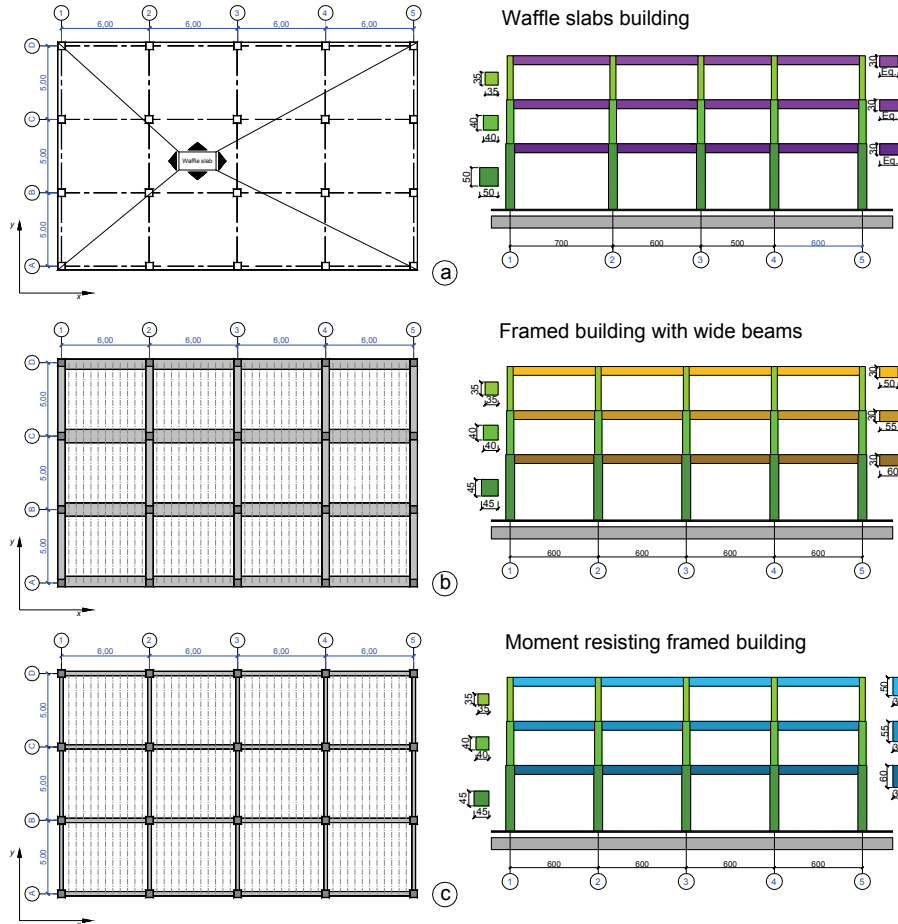 1 2 3 4 5
6,00 6,00 6,00 6,00
D
5.00
C
5.00
B
5.00
A
Waffle slab
y
x
a
Waffle slabs building
35
35
40
40
50
50
30
Eq.
30
Eq.
30
Eq.
700 600 500 600
1 2 3 4 5
1 2 3 4 5
6,00 6,00 6,00 6,00
D
5.00
C
5.00
B
5.00
A
y
x
b
Framed building with wide beams
35
35
40
40
45
45
30
50
30
55
30
60
600 600 600 600
1 2 3 4 5
1 2 3 4 5
6,00 6,00 6,00 6,00
D
5.00
C
5.00
B
5.00
A
y
x
c
Moment resisting framed building
35
35
40
40
45
45
50
55
60
600 600 600 600
1 2 3 4 5